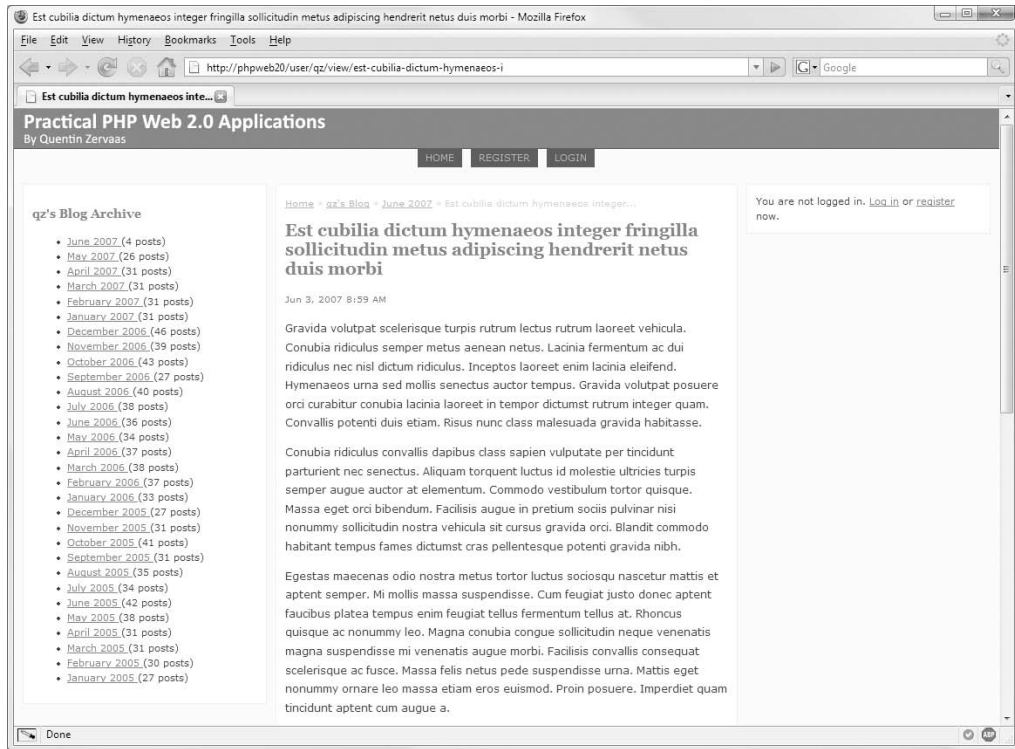 Est cubilia dictum hymenaeos integer fringilla sollicitudin metus adipiscing hendrerit netus duis morbi - Mozilla Firefox
File Edit View History Bookmarks Tools Help
http://phpweb20/user/qz/view/est-cubilia-dictum-hymenaeos-i
G Google
Est cubilia dictum hymenaeos inte...
Practical PHP Web 2.0 Applications
By Quentin Zervaas
HOME REGISTER LOGIN
qz's Blog Archive
June 2007 (4 posts)
May 2007 (26 posts)
April 2007 (31 posts)
March 2007 (31 posts)
February 2007 (31 posts)
January 2007 (31 posts)
December 2006 (46 posts)
November 2006 (39 posts)
October 2006 (43 posts)
September 2006 (27 posts)
August 2006 (40 posts)
July 2006 (38 posts)
June 2006 (36 posts)
May 2006 (34 posts)
April 2006 (37 posts)
March 2006 (38 posts)
February 2006 (37 posts)
January 2006 (33 posts)
December 2005 (27 posts)
November 2005 (31 posts)
October 2005 (41 posts)
September 2005 (31 posts)
August 2005 (35 posts)
July 2005 (34 posts)
June 2005 (42 posts)
May 2005 (38 posts)
April 2005 (31 posts)
March 2005 (31 posts)
February 2005 (30 posts)
January 2005 (27 posts)
Home » qz's Blog » June 2007 » Est cubilia dictum hymenaeos integer...
Est cubilia dictum hymenaeos integer fringilla
sollicitudin metus adipiscing hendrerit netus
duis morbi
Jun 3, 2007 8:59 AM
Gravida volutpat scelerisque turpis rutrum lectus rutrum laoreet vehicula.
Conubia ridiculus semper metus aenean netus. Lacinia fermentum ac dui
ridiculus nec nisl dictum ridiculus. Inceptos laoreet enim lacinia eleifend.
Hymenaeos urna sed mollis senectus auctor tempus. Gravida volutpat posuere
orci curabitur conubia lacinia laoreet in tempor dictumst rutrum integer quam.
Convallis potenti duis etiam. Risus nunc class malesuada gravida habitasse.
Conubia ridiculus convallis dapibus class sapien vulputate per tincidunt
parturient nec senectus. Aliquam torquent luctus id molestie ultricies turpis
semper augue auctor at elementum. Commodo vestibulum tortor quisque.
Massa eget orci bibendum. Facilisis augue in pretium sociis pulvinar nisi
nonummy sollicitudin nostra vehicula sit cursus gravida orci. Blandit commodo
habitant tempus fames dictumst cras pellentesque potenti gravida nibh.
Egestas maecenas odio nostra metus tortor luctus sociosqu nascetur mattis et
aptent semper. Mi mollis massa suspendisse. Cum feugiat justo donec aptent
faucibus platea tempus enim feugiat tellus fermentum tellus at. Rhoncus
quisque ac nonummy leo. Magna conubia congue sollicitudin neque venenatis
magna suspendisse mi venenatis augue morbi. Facilisis convallis consequat
scelerisque ac fusce. Massa felis netus pede suspendisse urna. Mattis eget
nonummy ornare leo massa etiam eros euismod. Proin posuere. Imperdiet quam
tincidunt aptent cum augue a.
You are not logged in. Log in or register
now.
Done
ABP